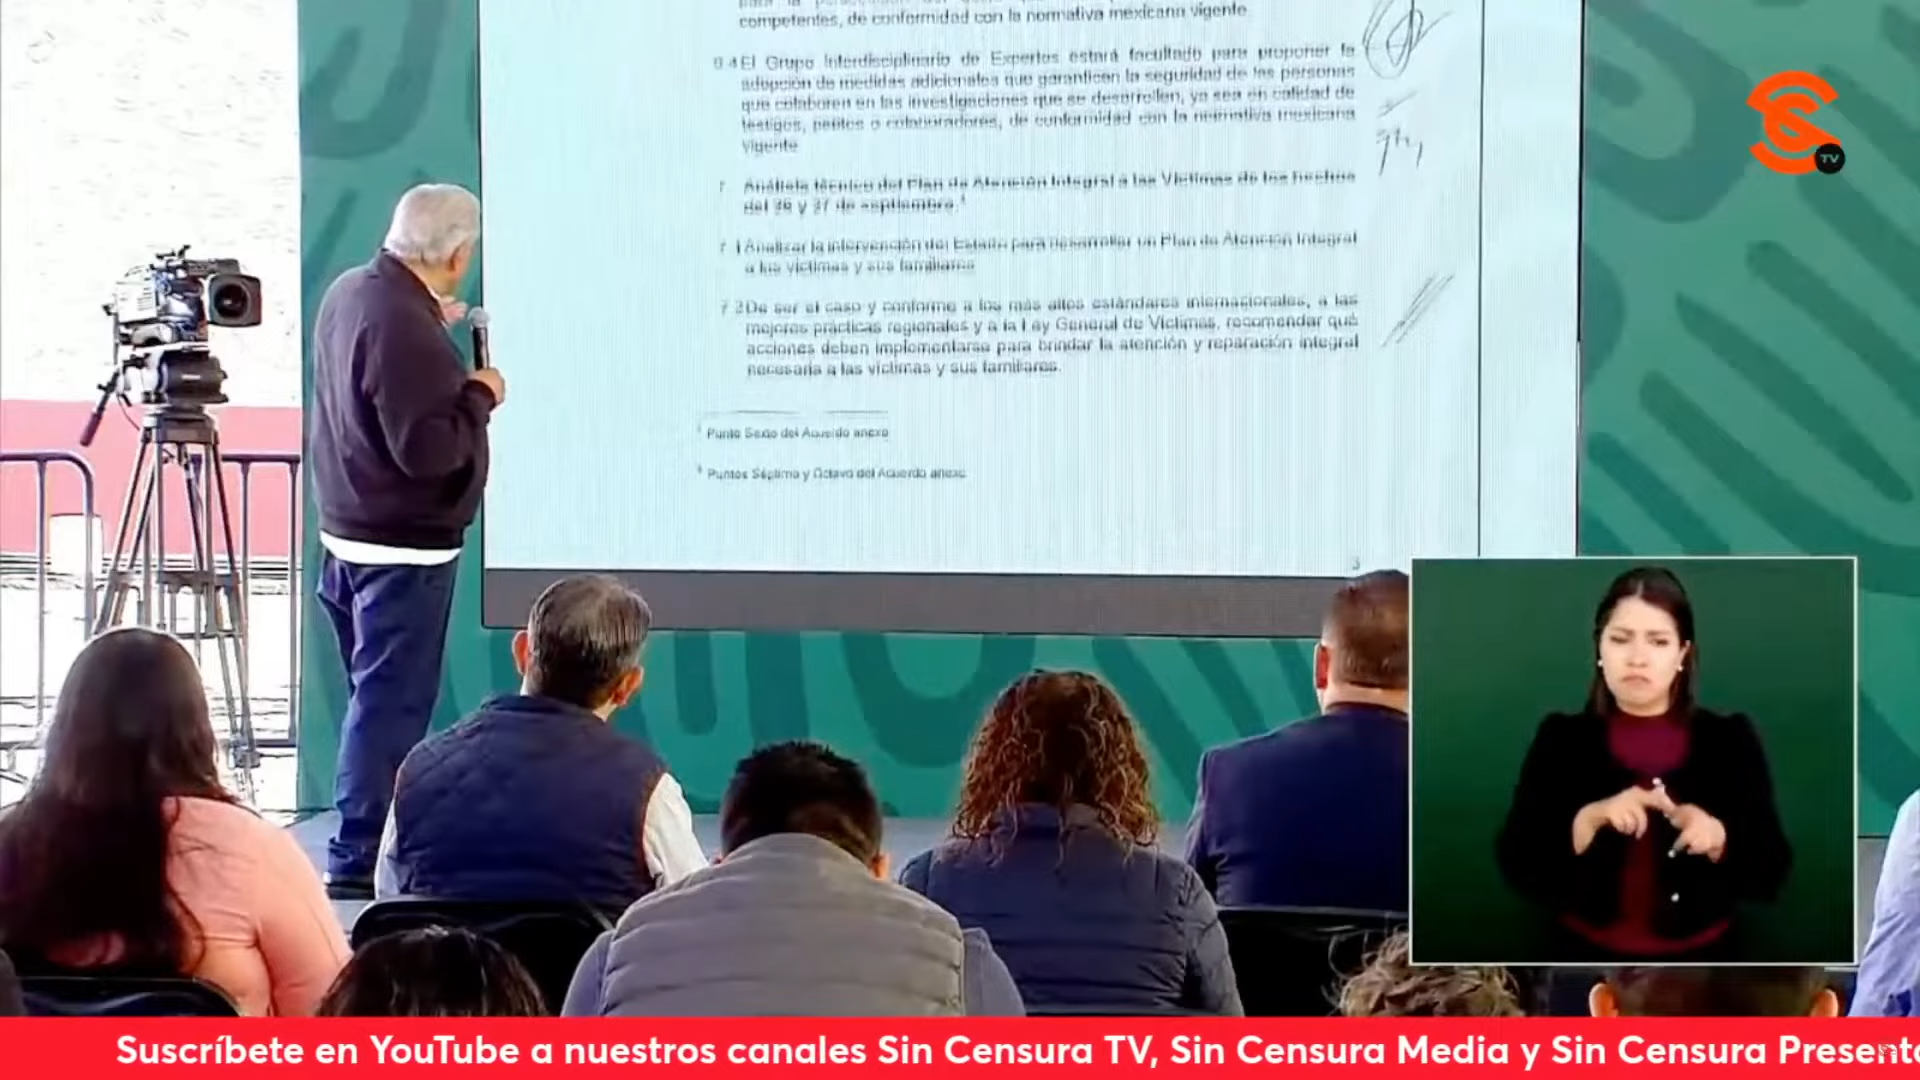 competentes, de conformidad con la normativa mexicana vigente
El Grupo Interdisciplinario de Expertos estará facultado para proponer la
adopción de medidas adicionales que garanticen la seguridad de las personas
que colaboren en las investigaciones que se desarrollen, ya sea en calidad de
testigos, peritos o colaboradores, de conformidad con la normativa mexicana
vigente
Análisis técnico del Plan de Atención Integral a las Víctimas de los hechos
del 26 y 27 de septiembre.
Analizar la intervención del Estado para desarrollar un Plan de Atención Integral
a las víctimas y sus familiares
7.2 De ser el caso y conforme a los más altos estándares internacionales, a las
mejores prácticas regionales y a la Ley General de Víctimas, recomendar qué
acciones deben implementarse para brindar la atención y reparación integral
necesaria a las víctimas y sus familiares.
Punto Sexto del Acuerdo anexo
Puntos Séptimo y Octavo del Acuerdo anexo
TV
Suscríbete en YouTube a nuestros canales Sin Censura TV, Sin Censura Media y Sin Censura Present